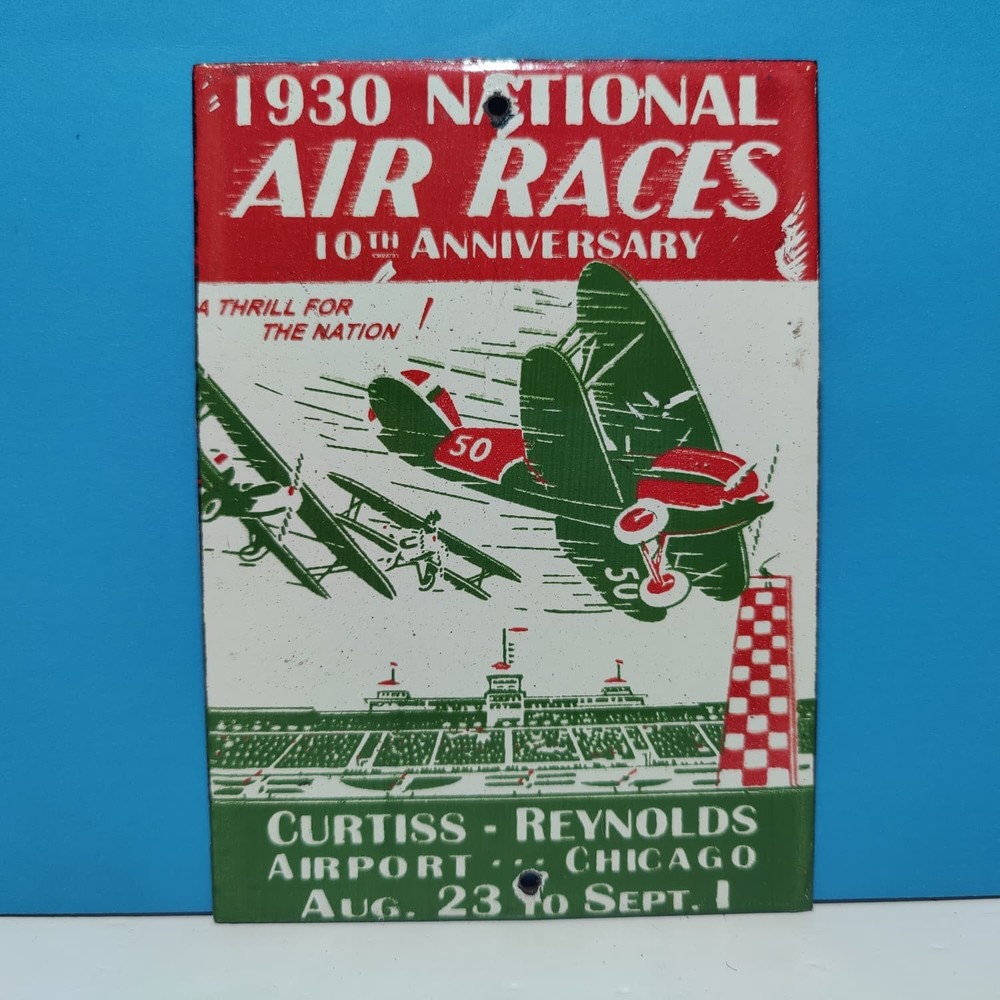 1930 NATIONAL
AIR RACES
10TH ANNIVERSARY
A THRILL FOR
THE NATION!
50
50
CURTISS - REYNOLDS
AIRPORT ··· CHICAGO
AUG. 23 TO SEPT. 1